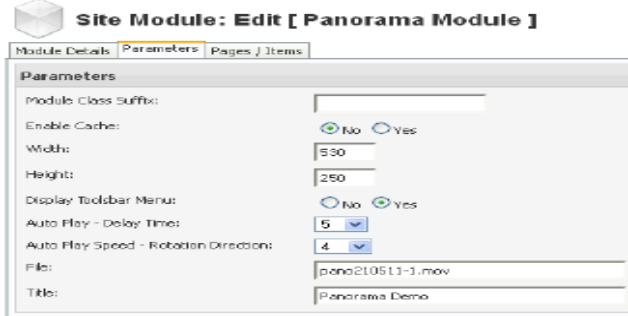 Site Module: Edit [ Panorama Module ]
Module Details Parameters Pages / Items
Parameters
Module Class Suffix:
Enable Cache: No Yes
Width: 530
Height: 250
Display Toolsbar Menu: No Yes
Auto Play - Delay Time: 5
Auto Play Speed - Rotation Direction: 4
File: pano210511-1.mov
Title: Panorama Demo